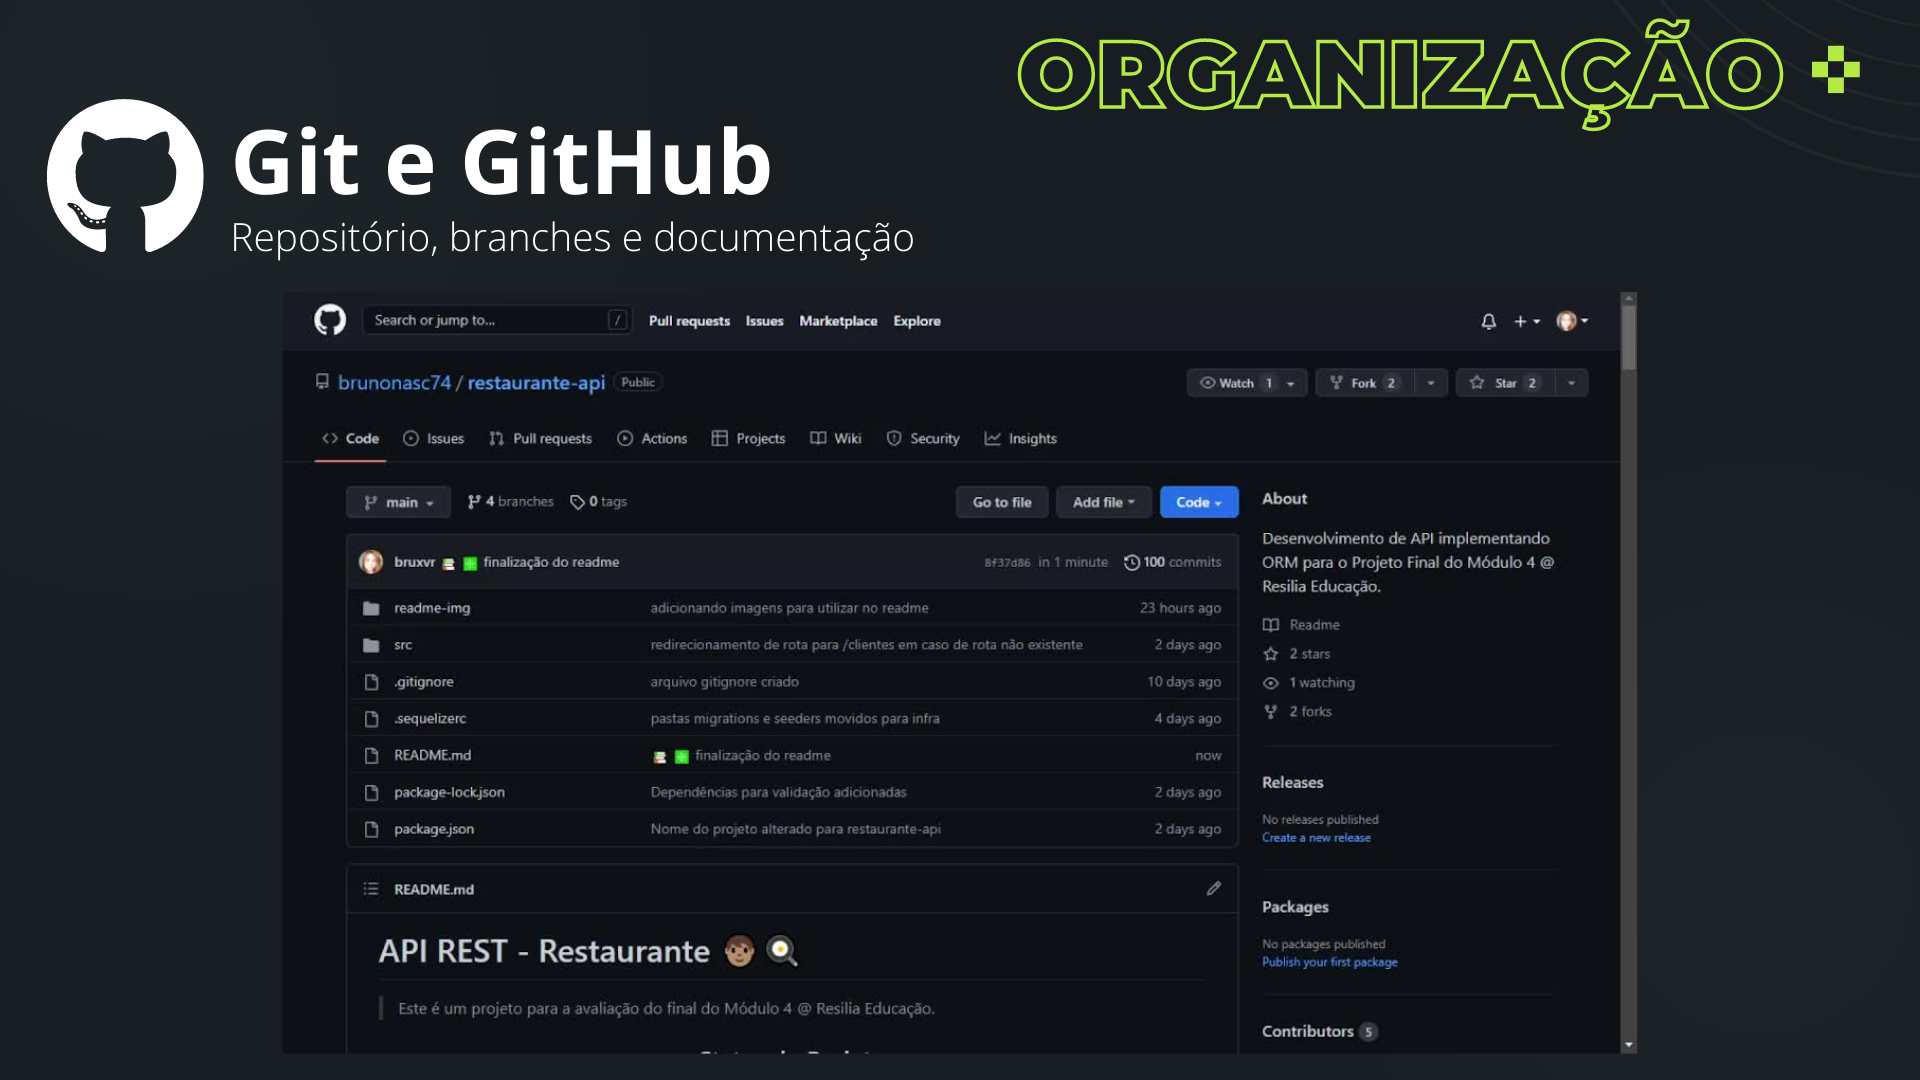 ORGANIZAÇÃO
Git e GitHub
Repositório, branches e documentação
Search or jump to... /
Pull requests Issues Marketplace Explore
brunonasc74 / restaurante-api Public
Watch 1 Fork 2 Star 2
Code Issues Pull requests Actions Projects Wiki Security Insights
main 4 branches 0 tags Go to file Add file Code
bruxvr finalização do readme 8f37d86 in 1 minute 100 commits
readme-img adicionando imagens para utilizar no readme 23 hours ago
src redirecionamento de rota para /clientes em caso de rota não existente 2 days ago
.gitignore arquivo gitignore criado 10 days ago
.sequelizerc pastas migrations e seeders movidos para infra 4 days ago
README.md finalização do readme now
package-lock.json Dependências para validação adicionadas 2 days ago
package.json Nome do projeto alterado para restaurante-api 2 days ago
README.md
API REST - Restaurante
Este é um projeto para a avaliação do final do Módulo 4 @ Resilia Educação.
About
Desenvolvimento de API implementando
ORM para o Projeto Final do Módulo 4 @
Resilia Educação.
Readme
2 stars
1 watching
2 forks
Releases
No releases published
Create a new release
Packages
No packages published
Publish your first package
Contributors 5